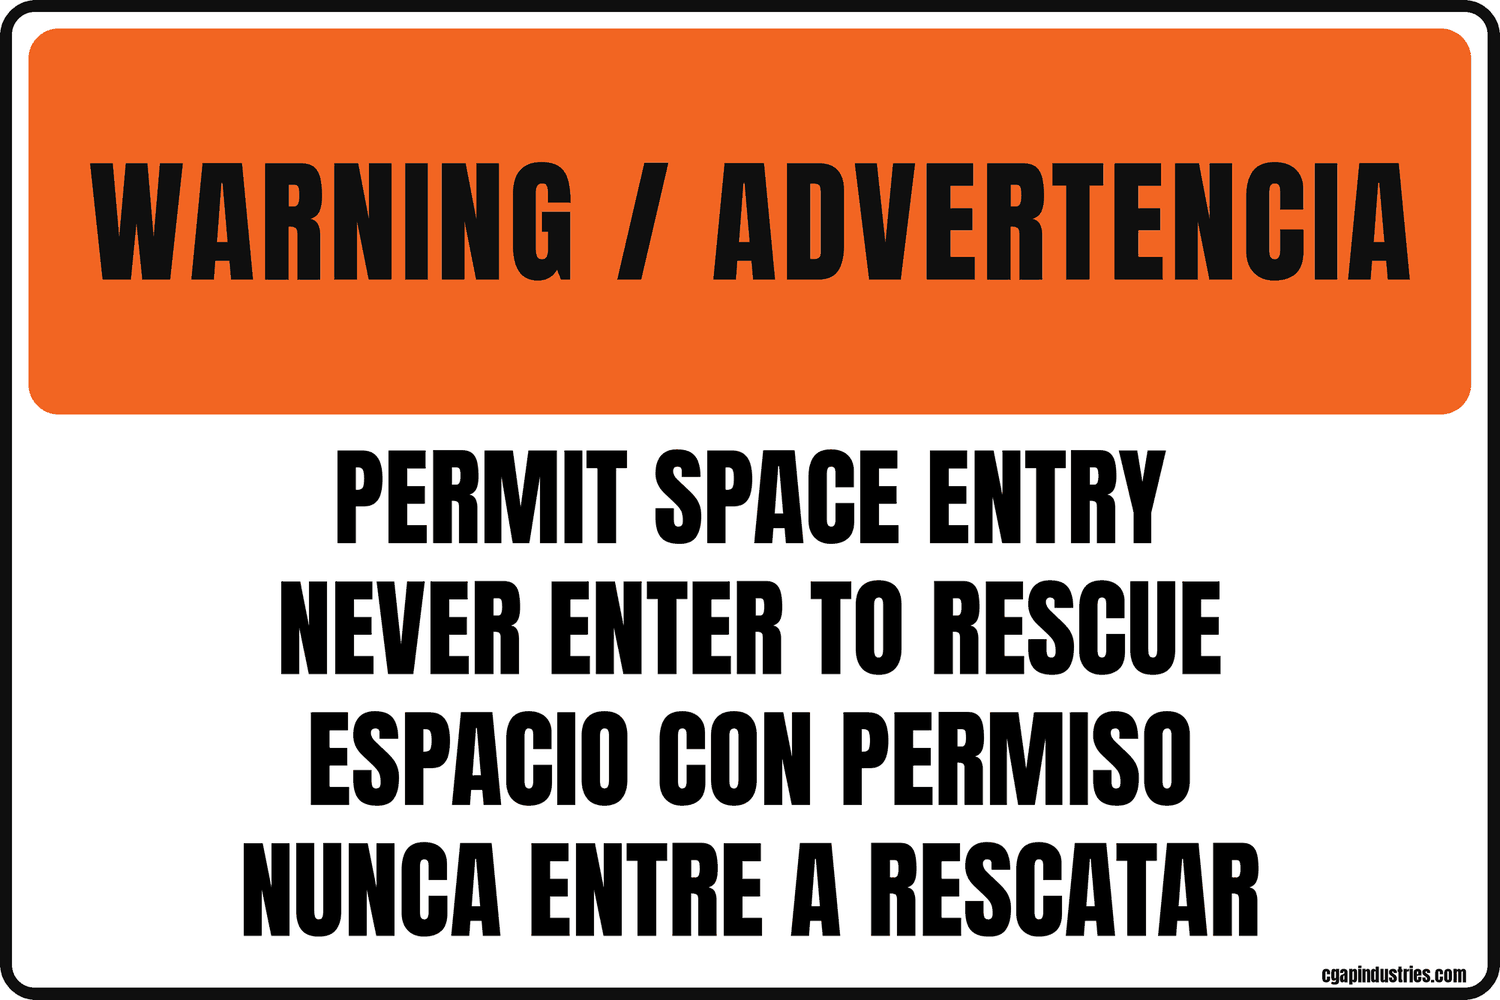 WARNING / ADVERTENCIA
PERMIT SPACE ENTRY
NEVER ENTER TO RESCUE
ESPACIO CON PERMISO
NUNCA ENTRE A RESCATAR
cgapindustries.com